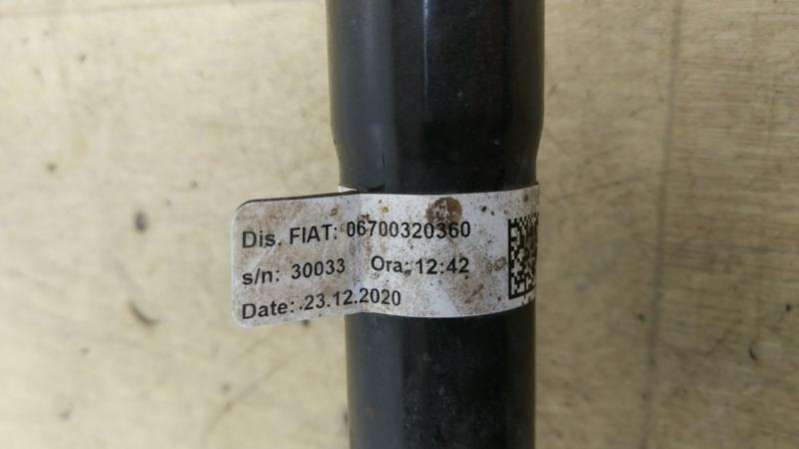 Dis. FIAT: 06700320360
s/n: 30033 Ora: 12:42
Date: 23.12.2020